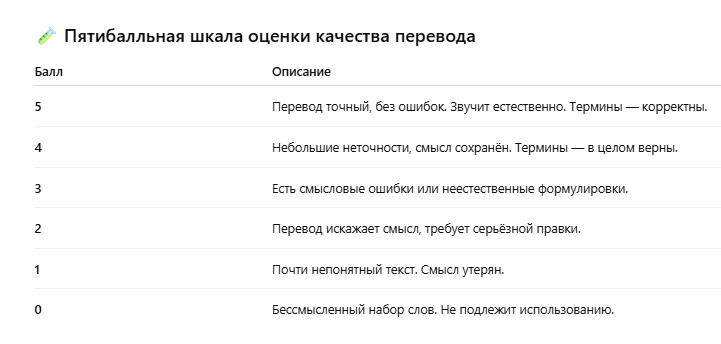 🧪 Пятибалльная шкала оценки качества перевода
Балл Описание
5 Перевод точный, без ошибок. Звучит естественно. Термины — корректны.
4 Небольшие неточности, смысл сохранён. Термины — в целом верны.
3 Есть смысловые ошибки или неестественные формулировки.
2 Перевод искажает смысл, требует серьёзной правки.
1 Почти непонятный текст. Смысл утерян.
0 Бессмысленный набор слов. Не подлежит использованию.